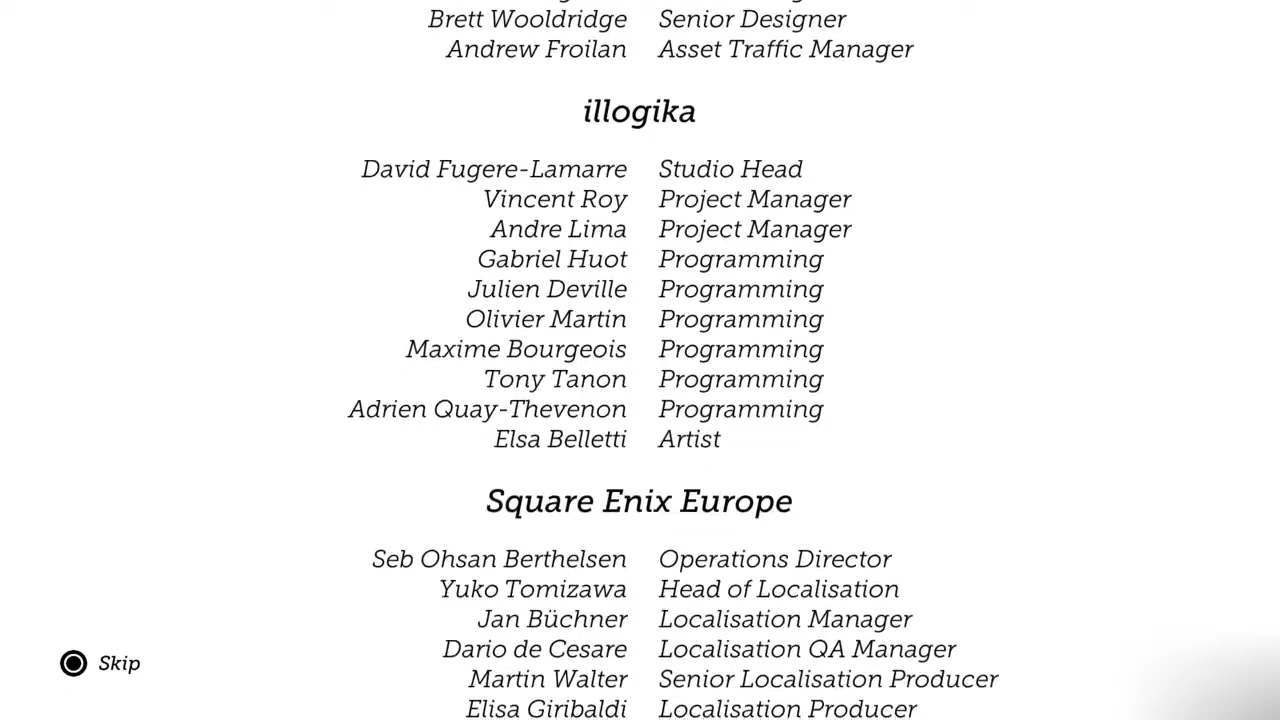 Brett Wooldridge Senior Designer
Andrew Froilan Asset Traffic Manager
illogika
David Fugere-Lamarre Studio Head
Vincent Roy Project Manager
Andre Lima Project Manager
Gabriel Huot Programming
Julien Deville Programming
Olivier Martin Programming
Maxime Bourgeois Programming
Tony Tanon Programming
Adrien Quay-Thevenon Programming
Elsa Belletti Artist
Square Enix Europe
Seb Ohsan Berthelsen Operations Director
Yuko Tomizawa Head of Localisation
Jan Büchner Localisation Manager
Dario de Cesare Localisation QA Manager
Martin Walter Senior Localisation Producer
Elisa Giribaldi Localisation Producer
Skip